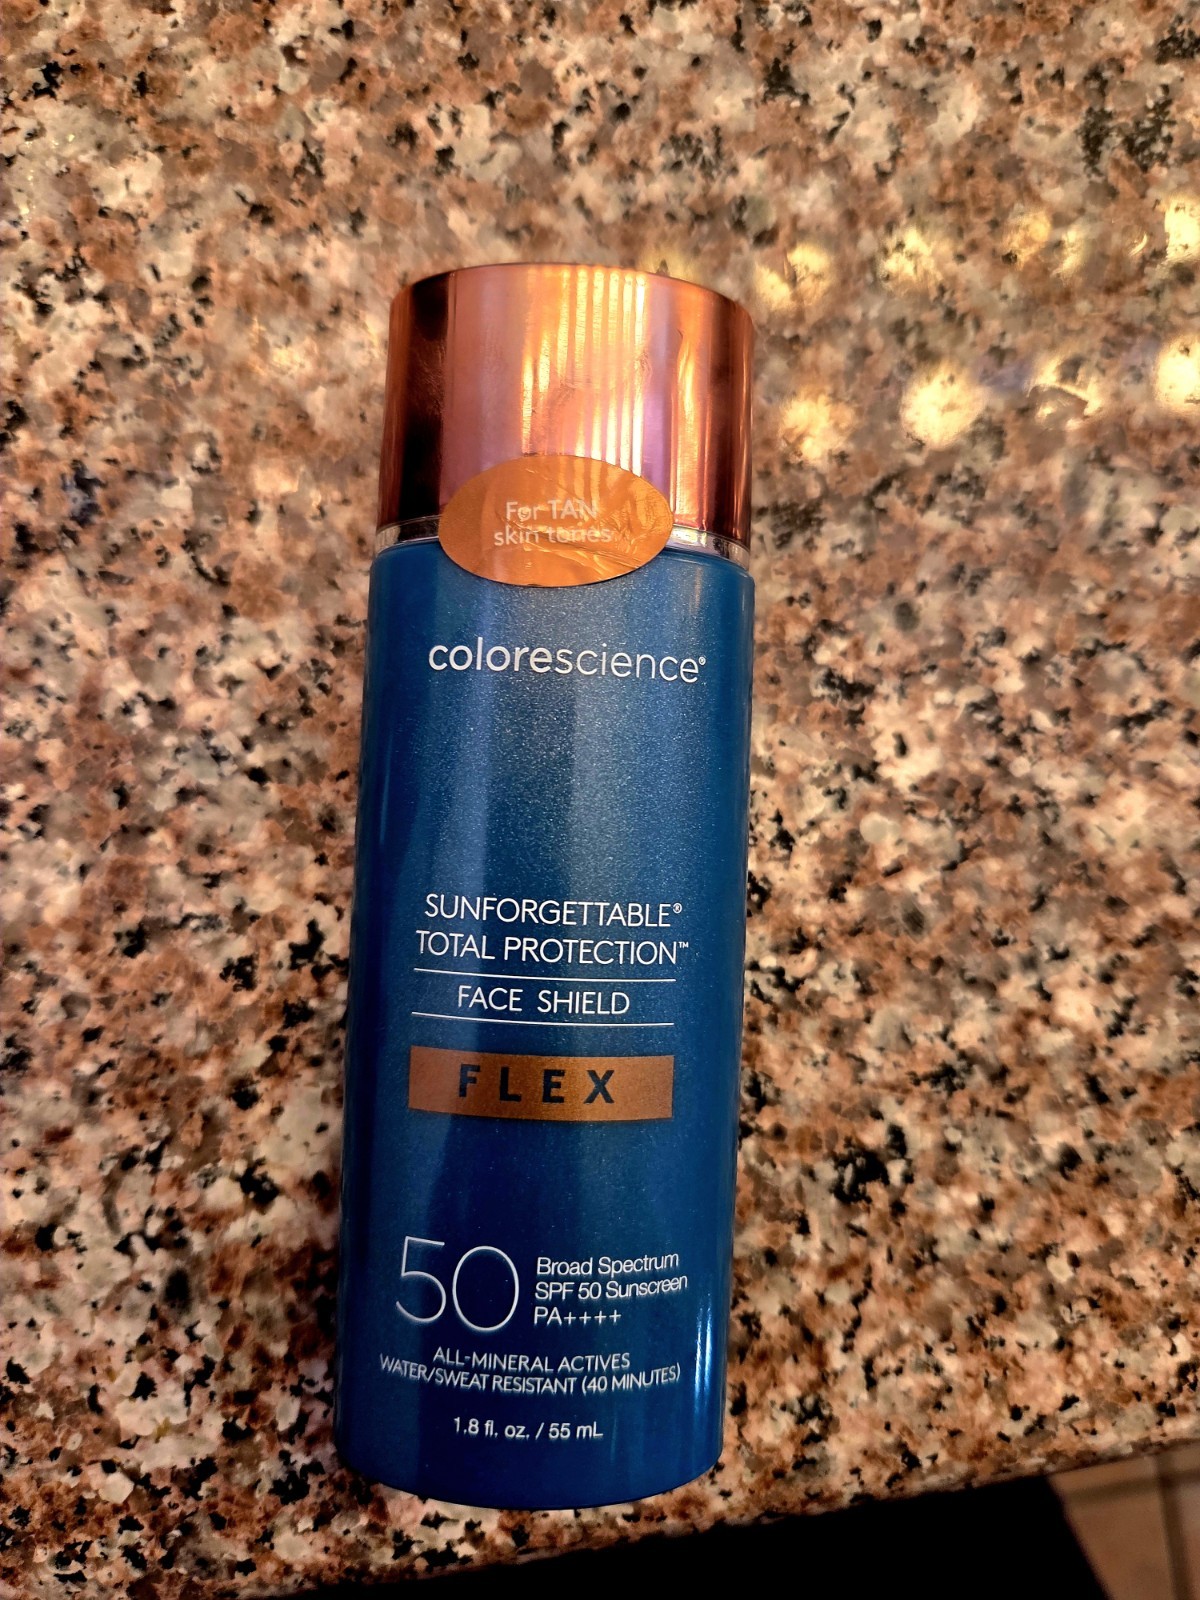 For TAN
skin tones
colorescience®
SUNFORGETTABLE®
TOTAL PROTECTION™
FACE SHIELD
FLEX
50
Broad Spectrum
SPF 50 Sunscreen
PA++++
ALL-MINERAL ACTIVES
WATER/SWEAT RESISTANT (40 MINUTES)
1.8 fl. oz. / 55 mL